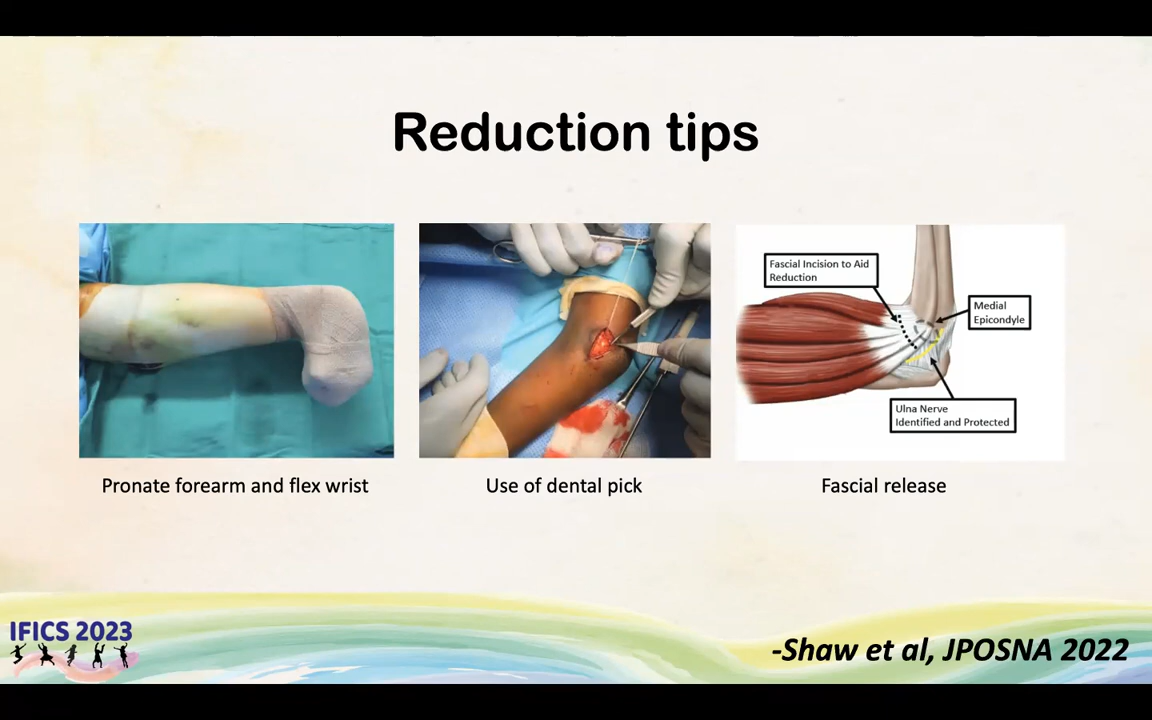 Reduction tips
Fascial Incision to Aid
Reduction
Medial
Epicondyle
Ulna Nerve
Identified and Protected
Pronate forearm and flex wrist
Use of dental pick
Fascial release
IFICS 2023
-Shaw et al, JPOSNA 2022